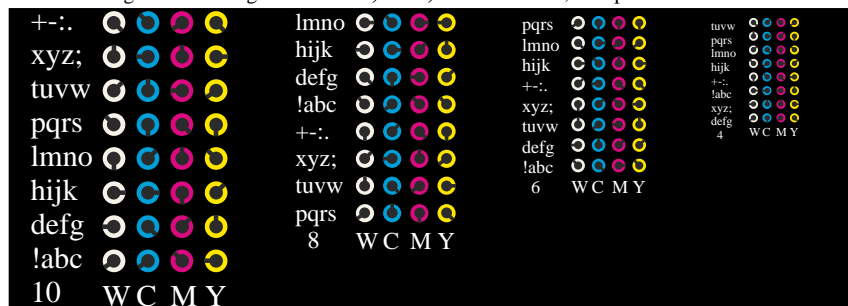 +-:.
xyz;
tuvw
pqrs
lmno
hijk
defg
!abc
10 W C M Y
lmno
hijk
defg
!abc
+-:.
xyz;
tuvw
pqrs
8 W C M Y
pqrs
lmno
hijk
+-:.
xyz;
tuvw
defg
!abc
6 W C M Y
tuvw
pqrs
lmno
hijk
+-:.
!abc
xyz;
defg
4 W C M Y